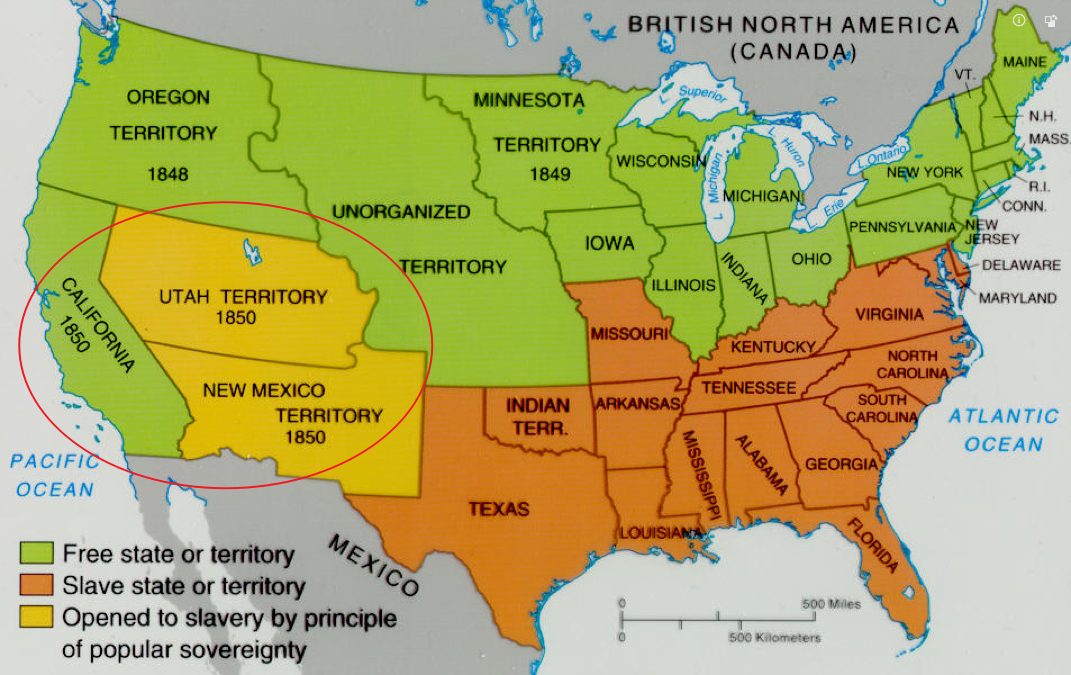 BRITISH NORTH AMERICA
(CANADA)
OREGON
TERRITORY
1848
MINNESOTA
TERRITORY
1849
L. Superior
VT.
MAINE
N.H.
MASS.
WISCONSIN
L. Michigan
L. Huron
MICHIGAN
L. Ontario
NEW YORK
R.I.
CONN.
Erie
UNORGANIZED
TERRITORY
IOWA
PENNSYLVANIA
NEW
JERSEY
ILLINOIS
INDIANA
OHIO
DELAWARE
MARYLAND
CALIFORNIA
1850
UTAH TERRITORY
1850
MISSOURI
KENTUCKY
VIRGINIA
NEW MEXICO
TERRITORY
1850
INDIAN
TERR.
ARKANSAS
TENNESSEE
NORTH
CAROLINA
SOUTH
CAROLINA
ATLANTIC
OCEAN
PACIFIC
OCEAN
MISSISSIPPI
ALABAMA
GEORGIA
TEXAS
LOUISIANA
FLORIDA
MEXICO
Free state or territory
Slave state or territory
Opened to slavery by principle
of popular sovereignty
0 500 Miles
0 500 Kilometers